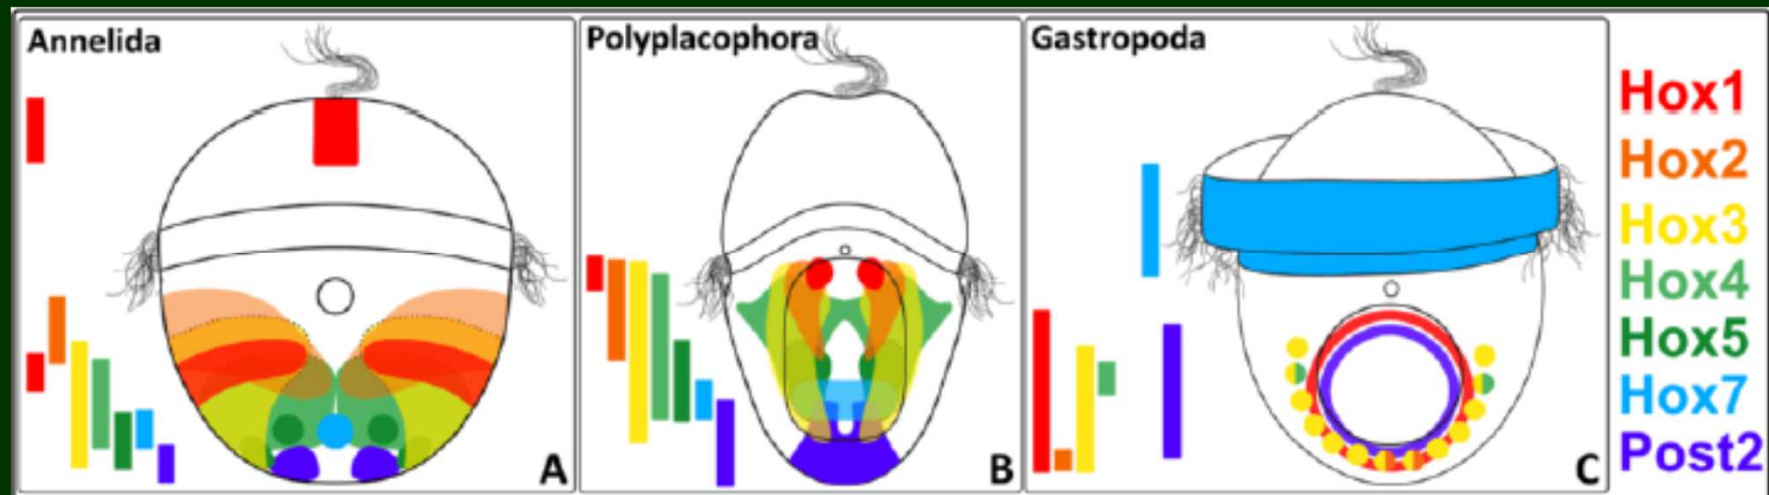 Annelida
A
Polyplacophora
B
Gastropoda
C
Hox1
Hox2
Hox3
Hox4
Hox5
Hox7
Post2